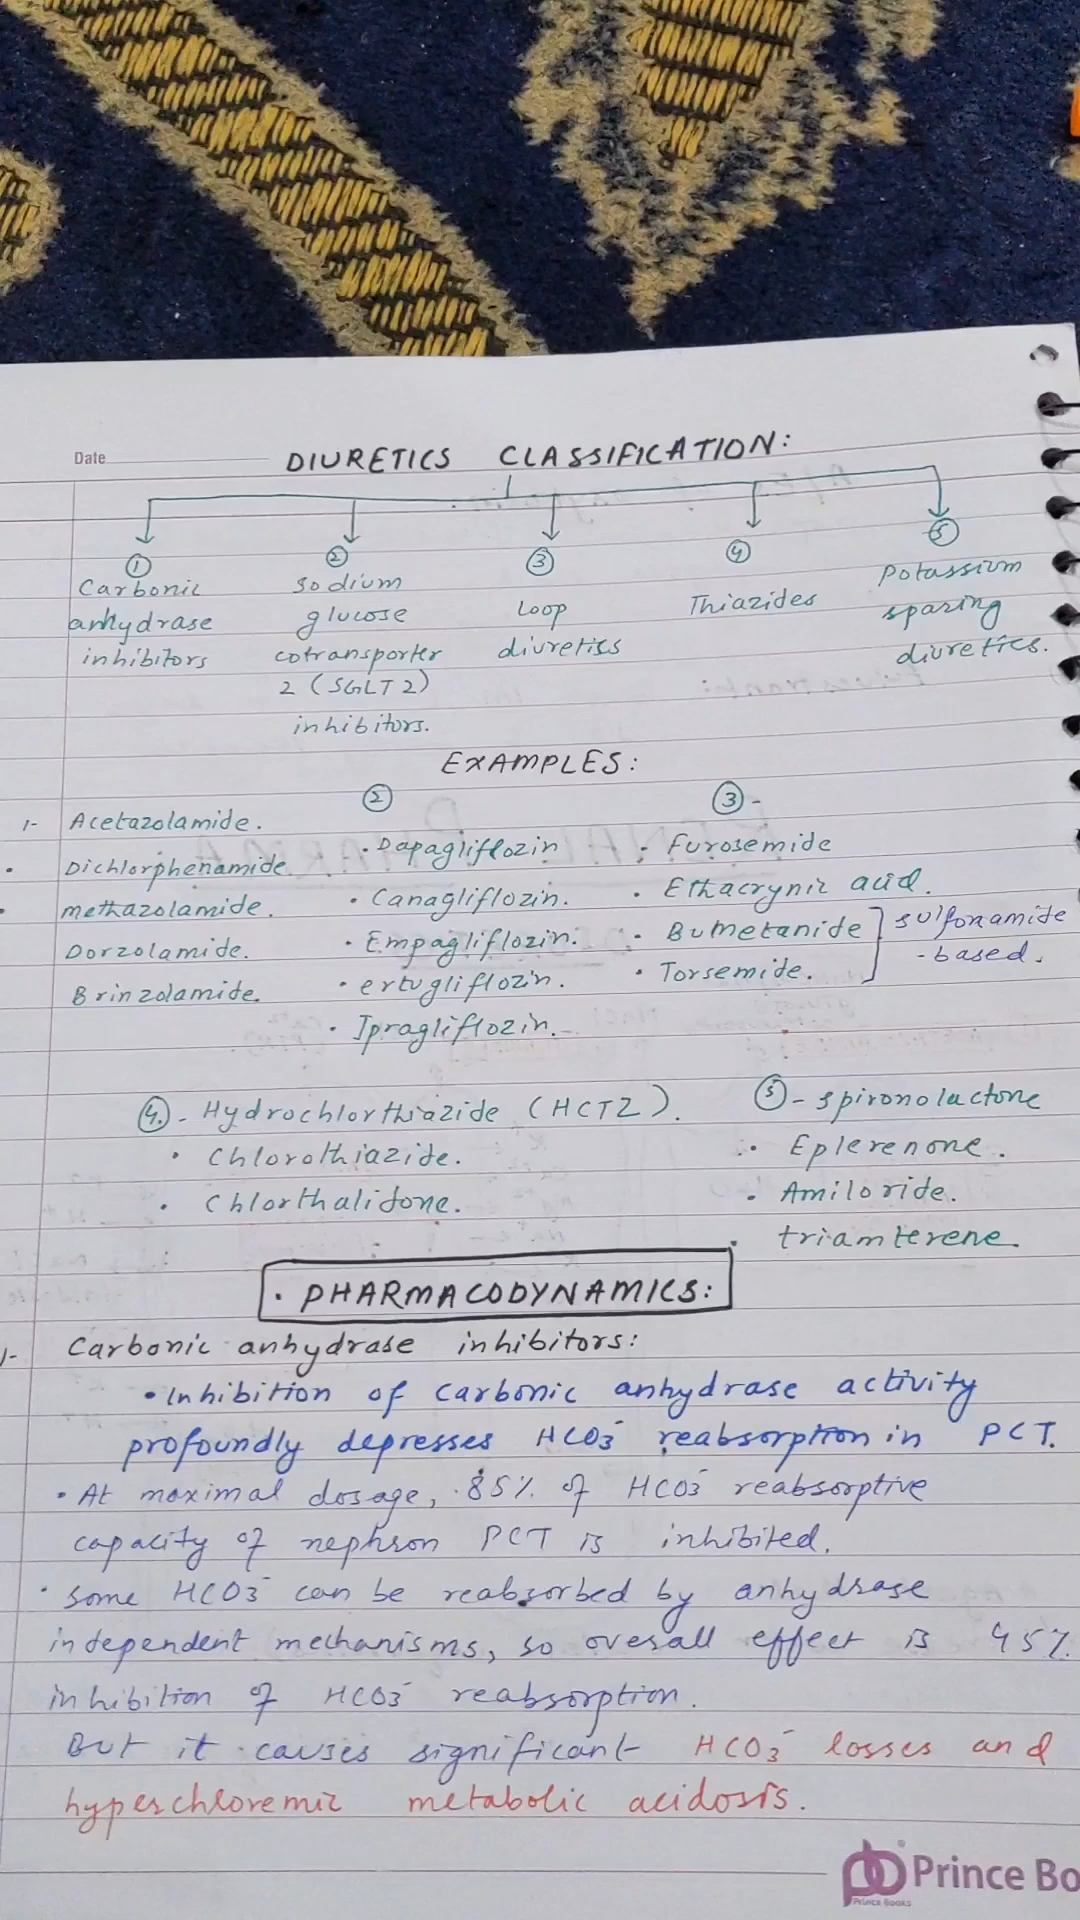 Date
DIURETICS CLASSIFICATION:
① ② ③ ④ ⑤
Carbonic
anhydrase
inhibitors
Sodium
glucose
cotransporter
2 (SGLT2)
inhibitors.
Loop
diuretics
Thiazides
Potassium
sparing
diuretics.
EXAMPLES:
1- Acetazolamide.
• Dichlorphenamide
• methazolamide.
Dorzolamide.
Brinzolamide.
②
• Dapagliflozin
• Canagliflozin.
• Empagliflozin.
• ertugliflozin.
• Ipragliflozin.
③ -
• Furosemide
• Ethacrynic acid.
• Bumetanide
• Torsemide.
] sulfonamide
- based.
④. - Hydrochlorthiazide (HCTZ).
• Chlorothiazide.
• Chlorthalidone.
⑤ - spironolactone
• Eplerenone.
• Amiloride.
• triamterene.
• PHARMACODYNAMICS:
1- Carbonic anhydrase inhibitors:
• Inhibition of carbonic anhydrase activity
profoundly depresses HCO3⁻ reabsorption in PCT.
• At maximal dosage, 85% of HCO3⁻ reabsorptive
capacity of nephron PCT is inhibited.
• Some HCO3⁻ can be reabsorbed by anhydrase
independent mechanisms, so overall effect is 45%
inhibition of HCO3⁻ reabsorption.
But it causes significant HCO3⁻ losses and
hyperchloremic metabolic acidosis.
pb Prince Bo
Prince Books